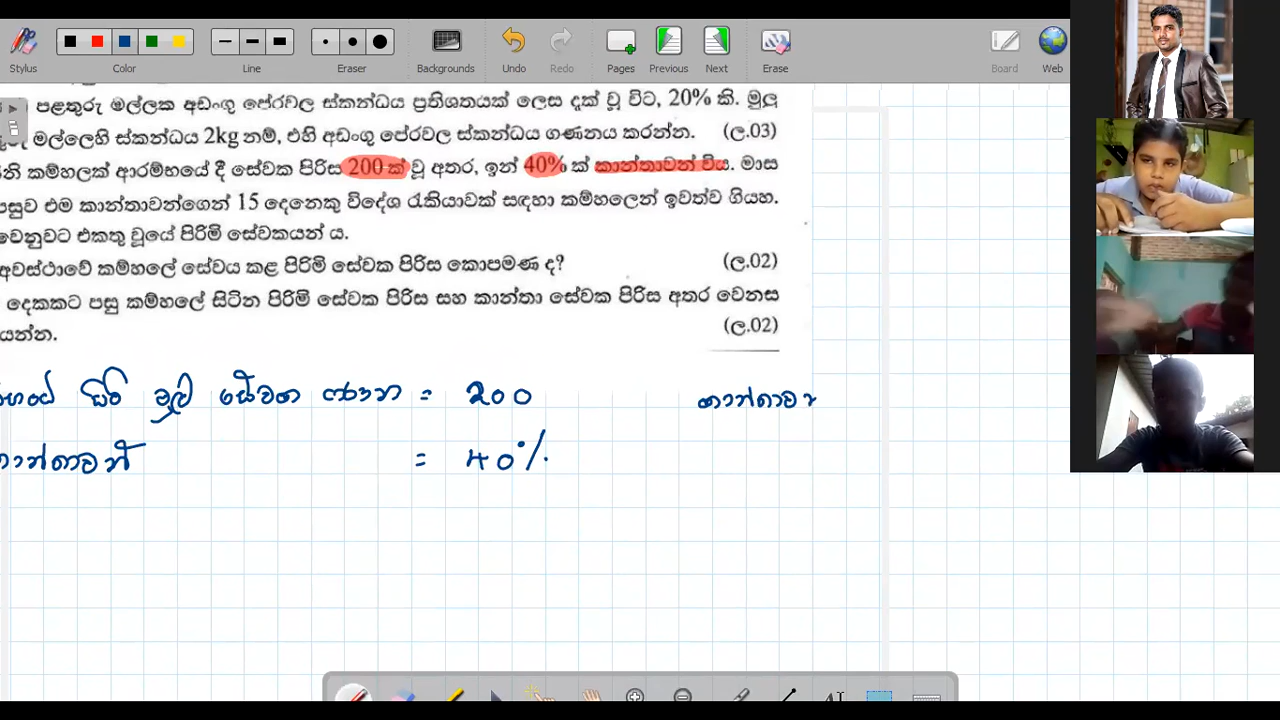 Stylus Color Line Eraser Backgrounds Undo Redo Pages Previous Next Erase Board Web
පළතුරු මල්ලක අඩංගු පේරවල ස්කන්ධය ප්‍රතිශතයක් ලෙස දැක් වූ විට, 20% කි. මුලු
මල්ලෙහි ස්කන්ධය 2kg නම්, එහි අඩංගු පේරවල ස්කන්ධය ගණනය කරන්න. (ල.03)
කම්හලක් ආරම්භයේ දී සේවක පිරිස 200 ක් වූ අතර, ඉන් 40% ක් කාන්තාවන් විය. මාස
පසුව එම කාන්තාවන්ගෙන් 15 දෙනෙකු විදේශ රැකියාවක් සඳහා කම්හලෙන් ඉවත්ව ගියහ.
වෙනුවට එකතු වූයේ පිරිමි සේවකයන් ය.
අවස්ථාවේ කම්හලේ සේවය කළ පිරිමි සේවක පිරිස කොපමණ ද? (ල.02)
දෙකකට පසු කම්හලේ සිටින පිරිමි සේවක පිරිස සහ කාන්තා සේවක පිරිස අතර වෙනස
යන්න. (ල.02)
සිටි මුළු සේවක ගණන = 200
කාන්තාවන් = 40%